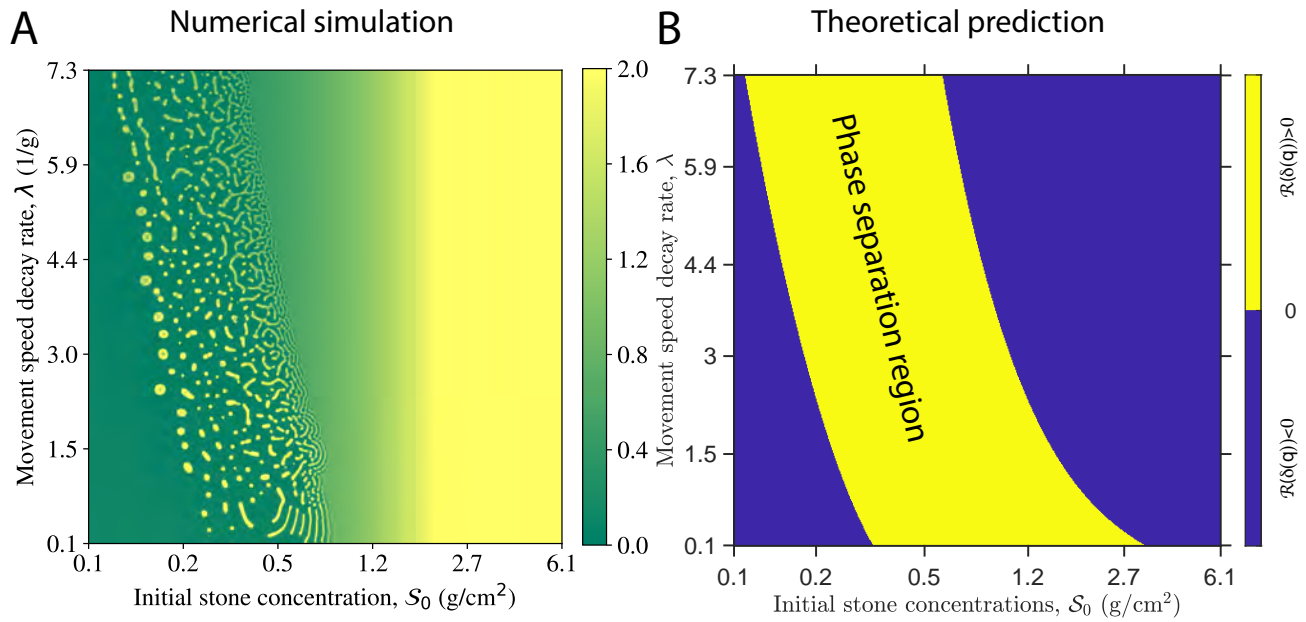 A
Numerical simulation
Movement speed decay rate, λ (1/g)
7.3
5.9
4.4
3.0
1.5
0.1
0.1
0.2
0.5
1.2
2.7
6.1
Initial stone concentration, S₀ (g/cm²)
2.0
1.6
1.2
0.8
0.4
0.0
B
Theoretical prediction
Movement speed decay rate, λ
7.3
5.9
4.4
3
1.5
0.1
Phase separation region
0.1
0.2
0.5
1.2
2.7
6.1
Initial stone concentrations, S₀ (g/cm²)
ℛ(δ(b))>0
0
ℛ(δ(b))<0